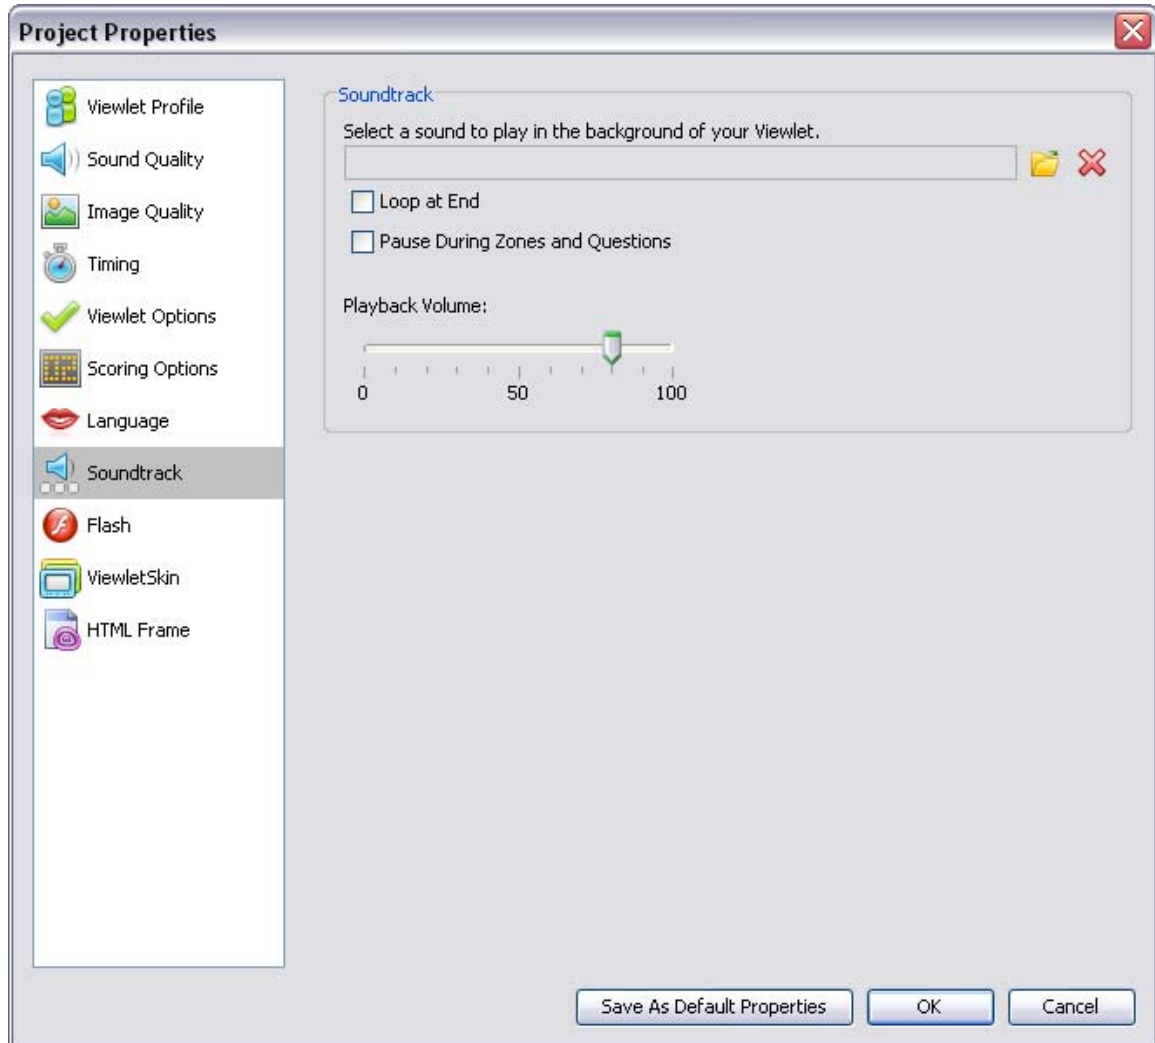 Project Properties
Viewlet Profile
Sound Quality
Image Quality
Timing
Viewlet Options
Scoring Options
Language
Soundtrack
Flash
ViewletSkin
HTML Frame
Soundtrack
Select a sound to play in the background of your Viewlet.
Loop at End
Pause During Zones and Questions
Playback Volume:
0 50 100
Save As Default Properties OK Cancel